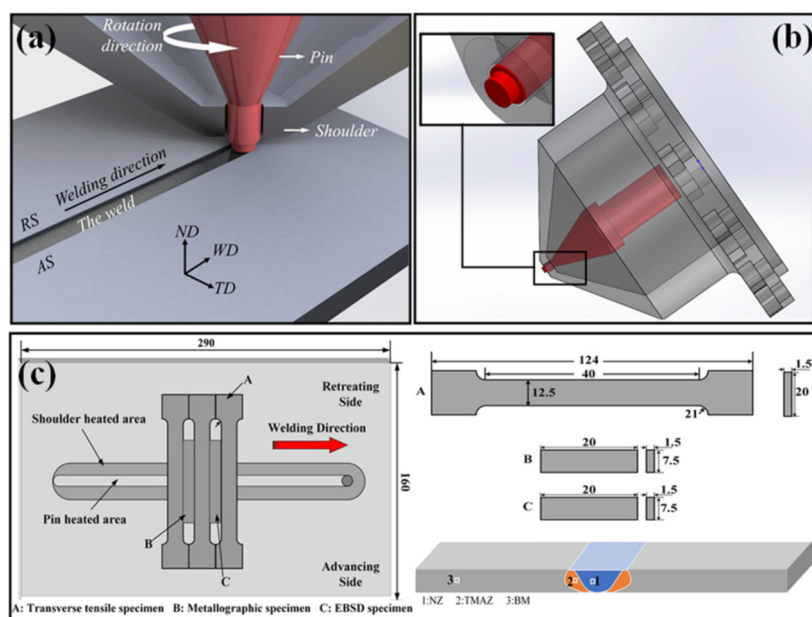 (a)
Rotation
direction
Pin
Shoulder
Welding direction
The weld
RS
AS
ND
WD
TD
(b)
(c)
290
160
A
Retreating
Side
Shoulder heated area
Welding Direction
Pin heated area
B
C
Advancing
Side
A: Transverse tensile specimen B: Metallographic specimen C: EBSD specimen
124
40
12.5
21
1.5
20
A
20
1.5
7.5
B
20
1.5
7.5
C
3
2
1
1:NZ 2:TMAZ 3:BM